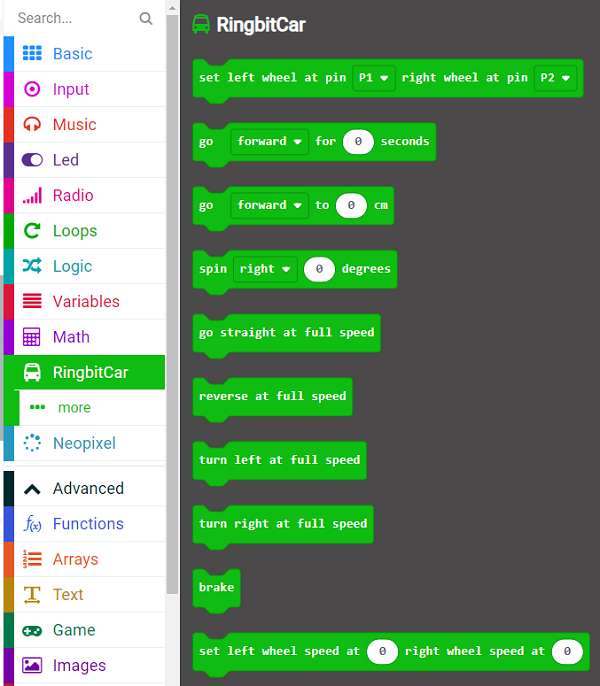 Search...
Basic
Input
Music
Led
Radio
Loops
Logic
Variables
Math
RingbitCar
more
Neopixel
Advanced
f(x) Functions
1 2 3 Arrays
T Text
Game
Images
RingbitCar
set left wheel at pin P1 right wheel at pin P2
go forward for 0 seconds
go forward to 0 cm
spin right 0 degrees
go straight at full speed
reverse at full speed
turn left at full speed
turn right at full speed
brake
set left wheel speed at 0 right wheel speed at 0